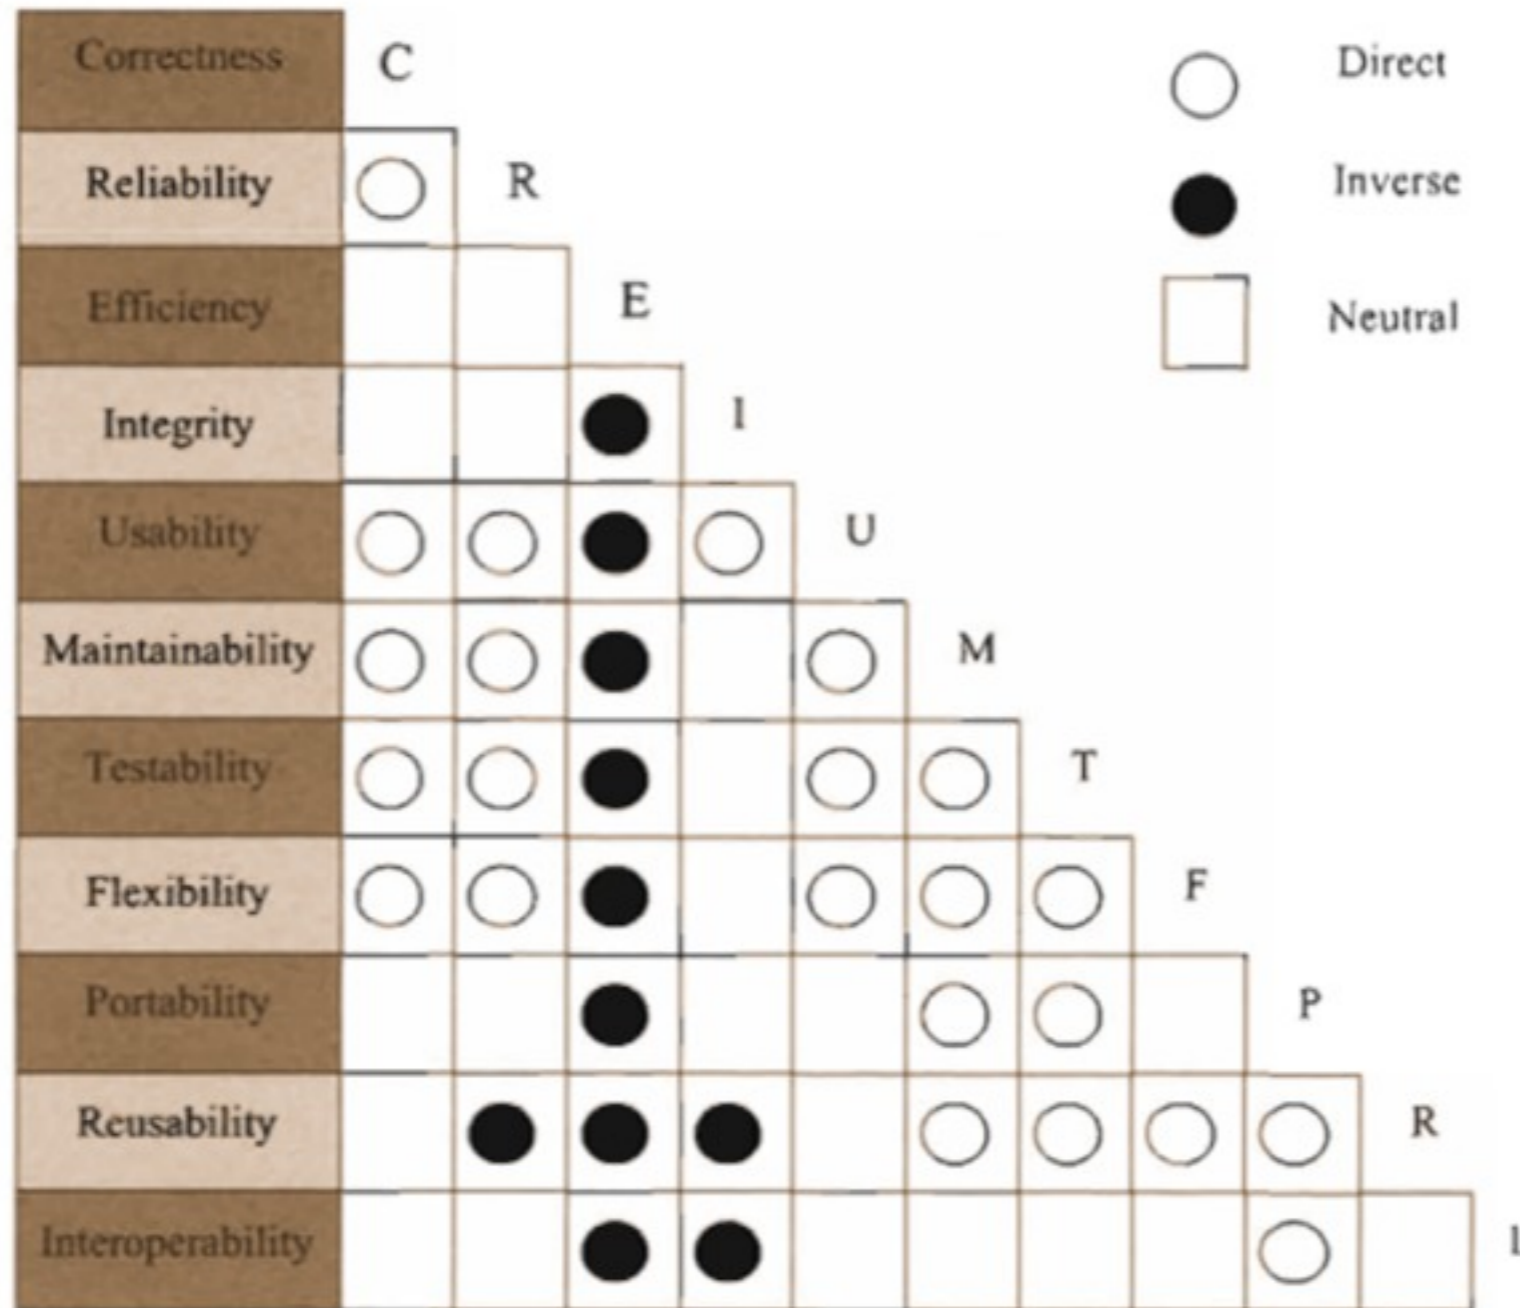 Correctness C
Direct
Reliability R
Inverse
Efficiency E
Neutral
Integrity I
Usability U
Maintainability M
Testability T
Flexibility F
Portability P
Reusability R
Interoperability I